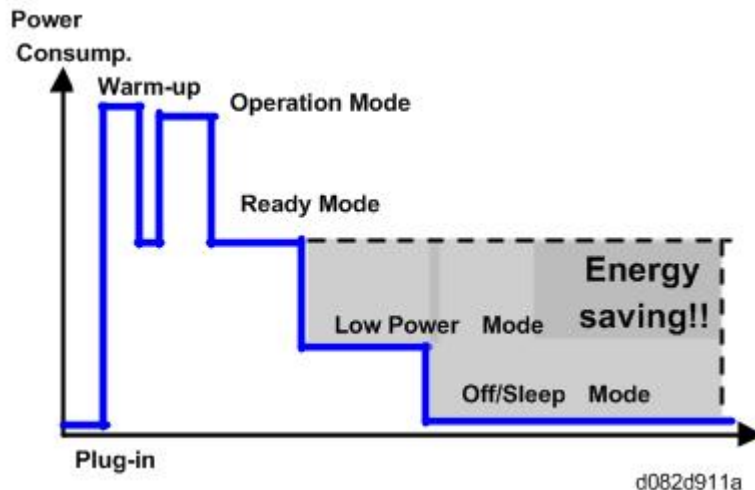 Power
Consump.
Warm-up
Operation Mode
Ready Mode
Energy
saving!!
Low Power Mode
Off/Sleep Mode
Plug-in
d082d911a